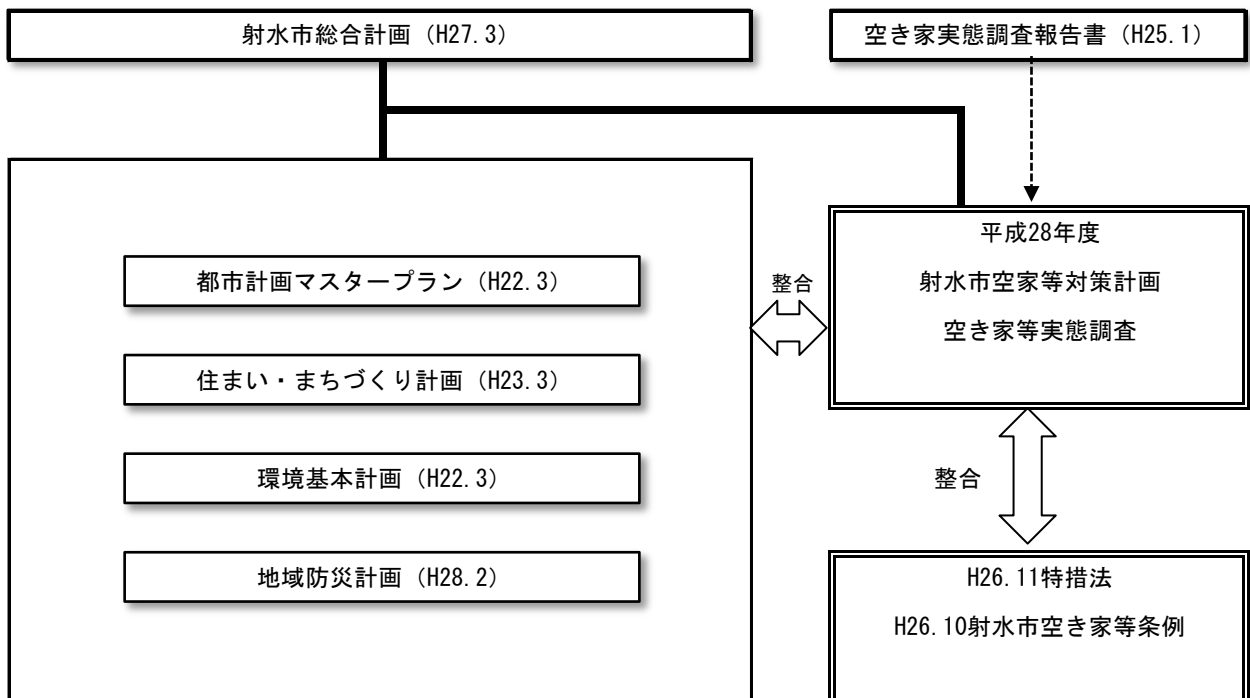 射水市総合計画（H27.3）
空き家実態調査報告書（H25.1）
都市計画マスタープラン（H22.3）
住まい・まちづくり計画（H23.3）
環境基本計画（H22.3）
地域防災計画（H28.2）
整合
平成28年度
射水市空家等対策計画
空き家等実態調査
整合
H26.11特措法
H26.10射水市空き家等条例